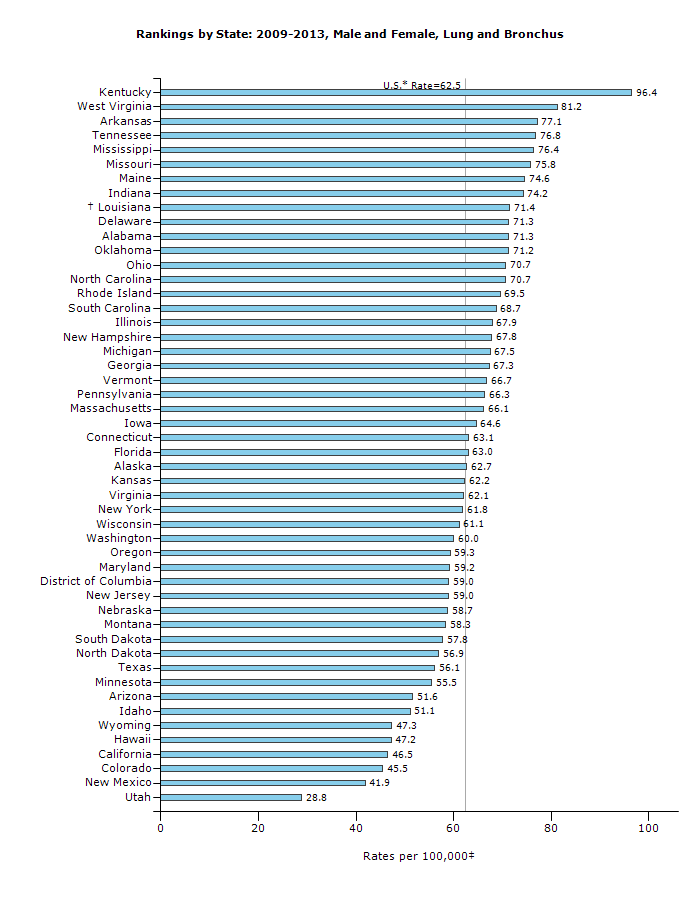 Rankings by State: 2009-2013, Male and Female, Lung and Bronchus
U.S.* Rate=62.5
Kentucky 96.4
West Virginia 81.2
Arkansas 77.1
Tennessee 76.8
Mississippi 76.4
Missouri 75.8
Maine 74.6
Indiana 74.2
† Louisiana 71.4
Delaware 71.3
Alabama 71.3
Oklahoma 71.2
Ohio 70.7
North Carolina 70.7
Rhode Island 69.5
South Carolina 68.7
Illinois 67.9
New Hampshire 67.8
Michigan 67.5
Georgia 67.3
Vermont 66.7
Pennsylvania 66.3
Massachusetts 66.1
Iowa 64.6
Connecticut 63.1
Florida 63.0
Alaska 62.7
Kansas 62.2
Virginia 62.1
New York 61.8
Wisconsin 61.1
Washington 60.0
Oregon 59.3
Maryland 59.2
District of Columbia 59.0
New Jersey 59.0
Nebraska 58.7
Montana 58.3
South Dakota 57.8
North Dakota 56.9
Texas 56.1
Minnesota 55.5
Arizona 51.6
Idaho 51.1
Wyoming 47.3
Hawaii 47.2
California 46.5
Colorado 45.5
New Mexico 41.9
Utah 28.8
0 20 40 60 80 100
Rates per 100,000‡